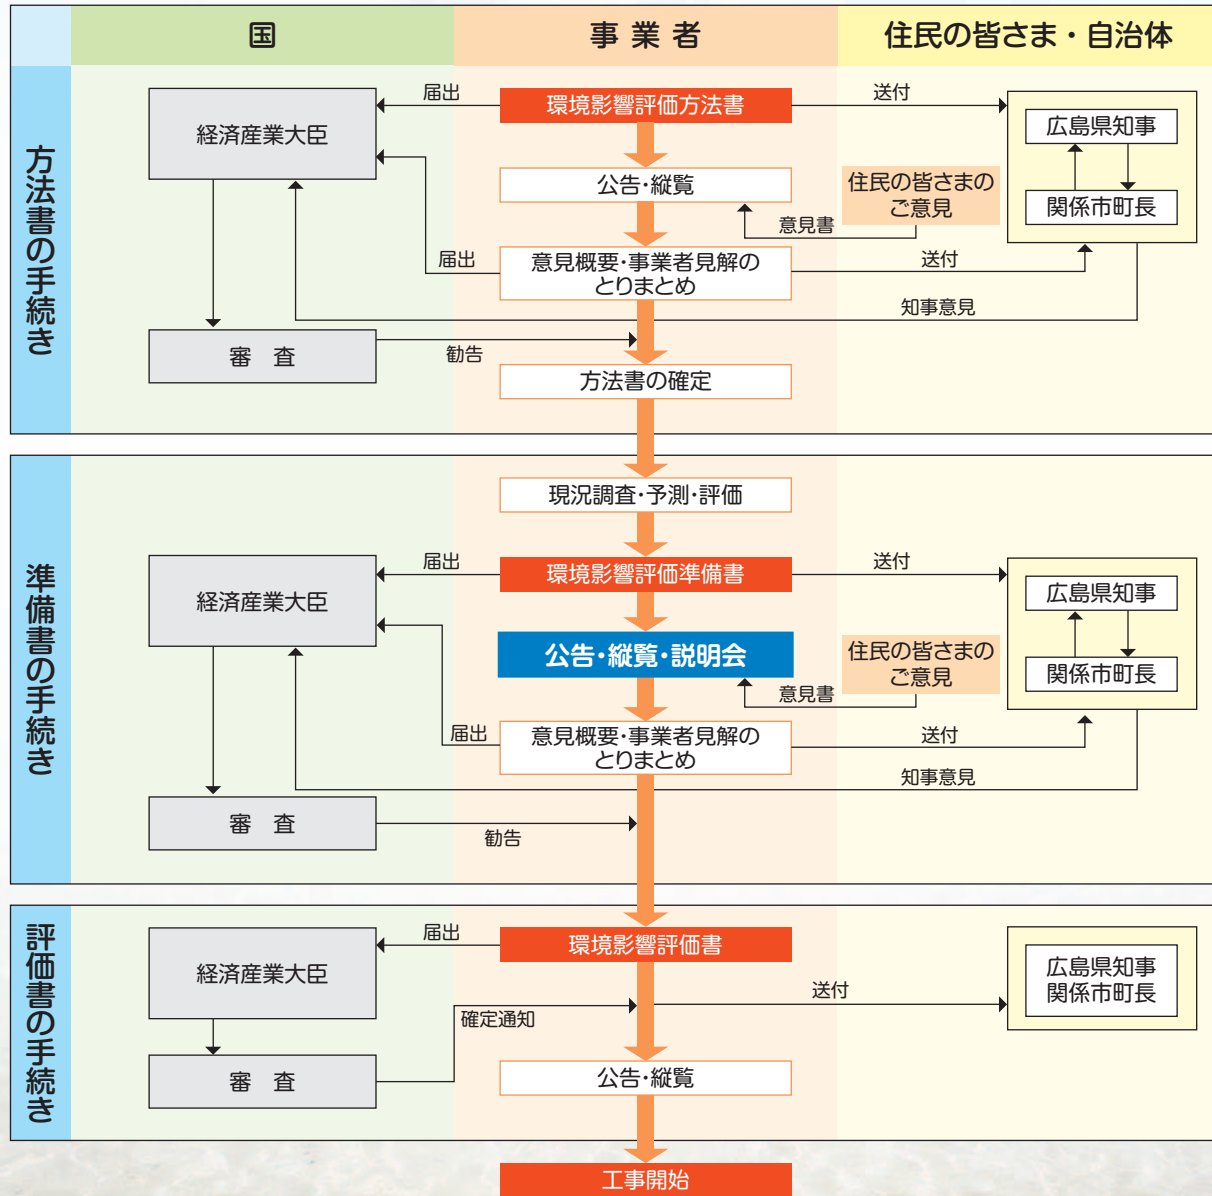 国
事業者
住民の皆さま・自治体
方法書の手続き
届出
環境影響評価方法書
送付
経済産業大臣
広島県知事
公告・縦覧
住民の皆さまの
ご意見
関係市町長
意見書
届出
意見概要・事業者見解の
とりまとめ
送付
知事意見
審 査
勧告
方法書の確定
準備書の手続き
現況調査・予測・評価
届出
環境影響評価準備書
送付
経済産業大臣
広島県知事
公告・縦覧・説明会
住民の皆さまの
ご意見
関係市町長
意見書
届出
意見概要・事業者見解の
とりまとめ
送付
知事意見
審 査
勧告
評価書の手続き
届出
環境影響評価書
経済産業大臣
広島県知事
関係市町長
送付
確定通知
審 査
公告・縦覧
工事開始